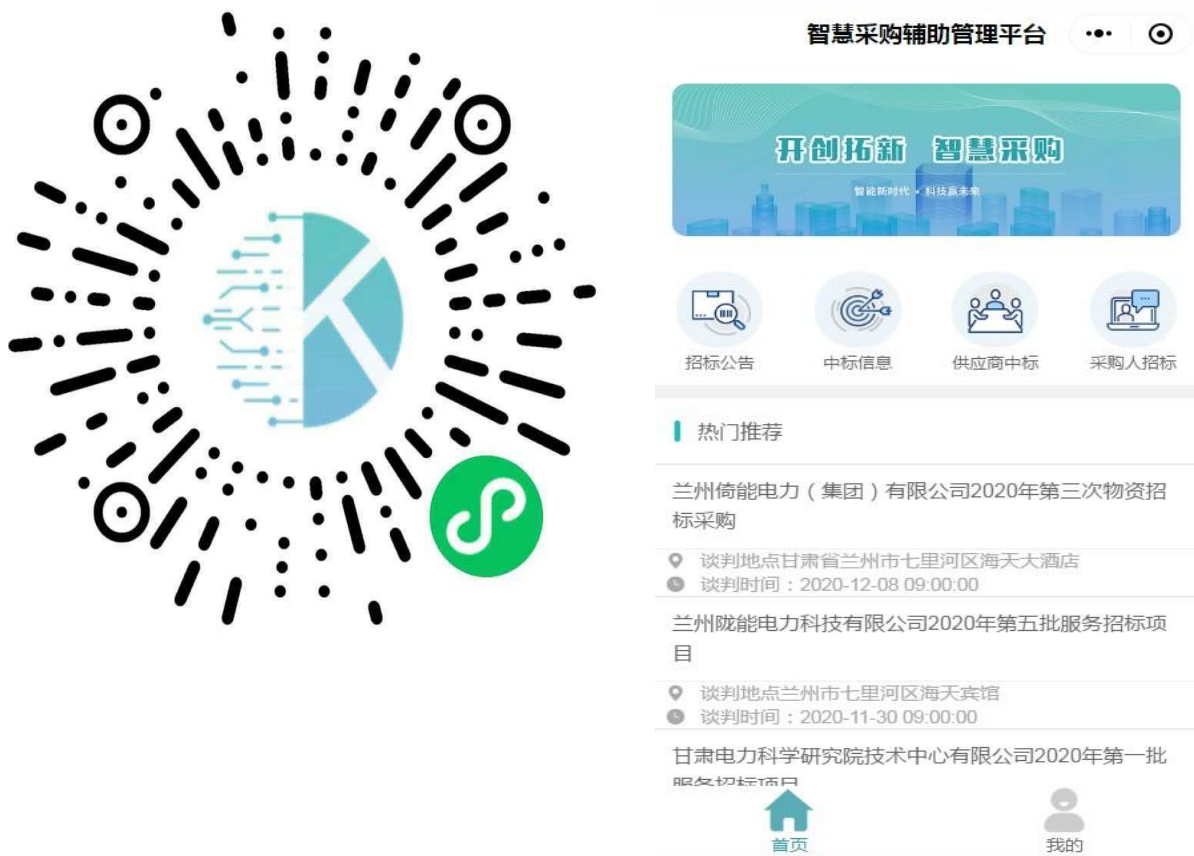 智慧采购辅助管理平台
开创拓新 智慧采购
智能新时代 科技赢未来
招标公告
中标信息
供应商中标
采购人招标
热门推荐
兰州倚能电力（集团）有限公司2020年第三次物资招
标采购
谈判地点甘肃省兰州市七里河区海天大酒店
谈判时间：2020-12-08 09:00:00
兰州陇能电力科技有限公司2020年第五批服务招标项
目
谈判地点兰州市七里河区海天宾馆
谈判时间：2020-11-30 09:00:00
甘肃电力科学研究院技术中心有限公司2020年第一批
服务招标项目
首页
我的